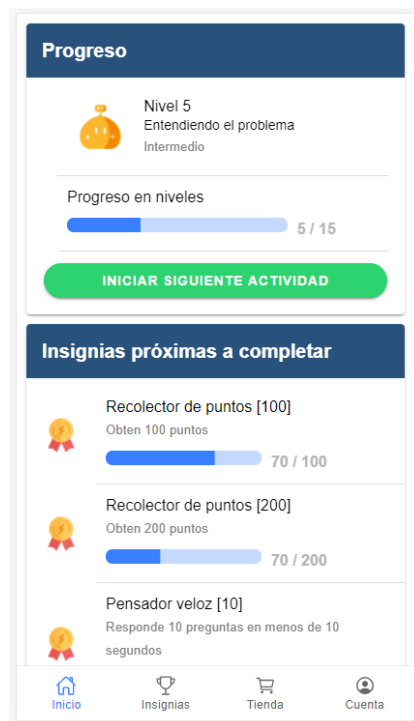 Progreso
Nivel 5
Entendiendo el problema
Intermedio
Progreso en niveles
5 / 15
INICIAR SIGUIENTE ACTIVIDAD
Insignias próximas a completar
Recolector de puntos [100]
Obten 100 puntos
70 / 100
Recolector de puntos [200]
Obten 200 puntos
70 / 200
Pensador veloz [10]
Responde 10 preguntas en menos de 10
segundos
Inicio
Insignias
Tienda
Cuenta